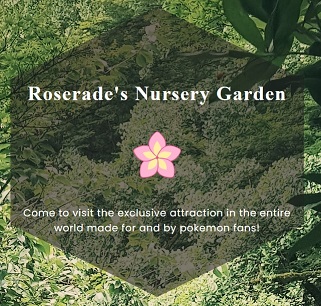 Roserade's Nursery Garden
Come to visit the exclusive attraction in the entire
world made for and by pokemon fans!